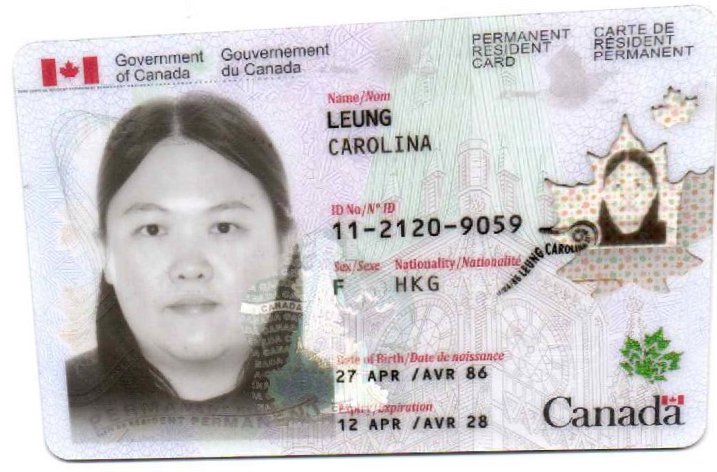 Government
of Canada
Gouvernement
du Canada
PERMANENT
RESIDENT
CARD
CARTE DE
RÉSIDENT
PERMANENT
Name/Nom
LEUNG
CAROLINA
ID No/N° ID
11-2120-9059
Sex/Sexe Nationality/Nationalité
F HKG
LEUNG CAROLIN
CANADA
Date of Birth/Date de naissance
27 APR /AVR 86
Expiry/Expiration
12 APR /AVR 28
Canada